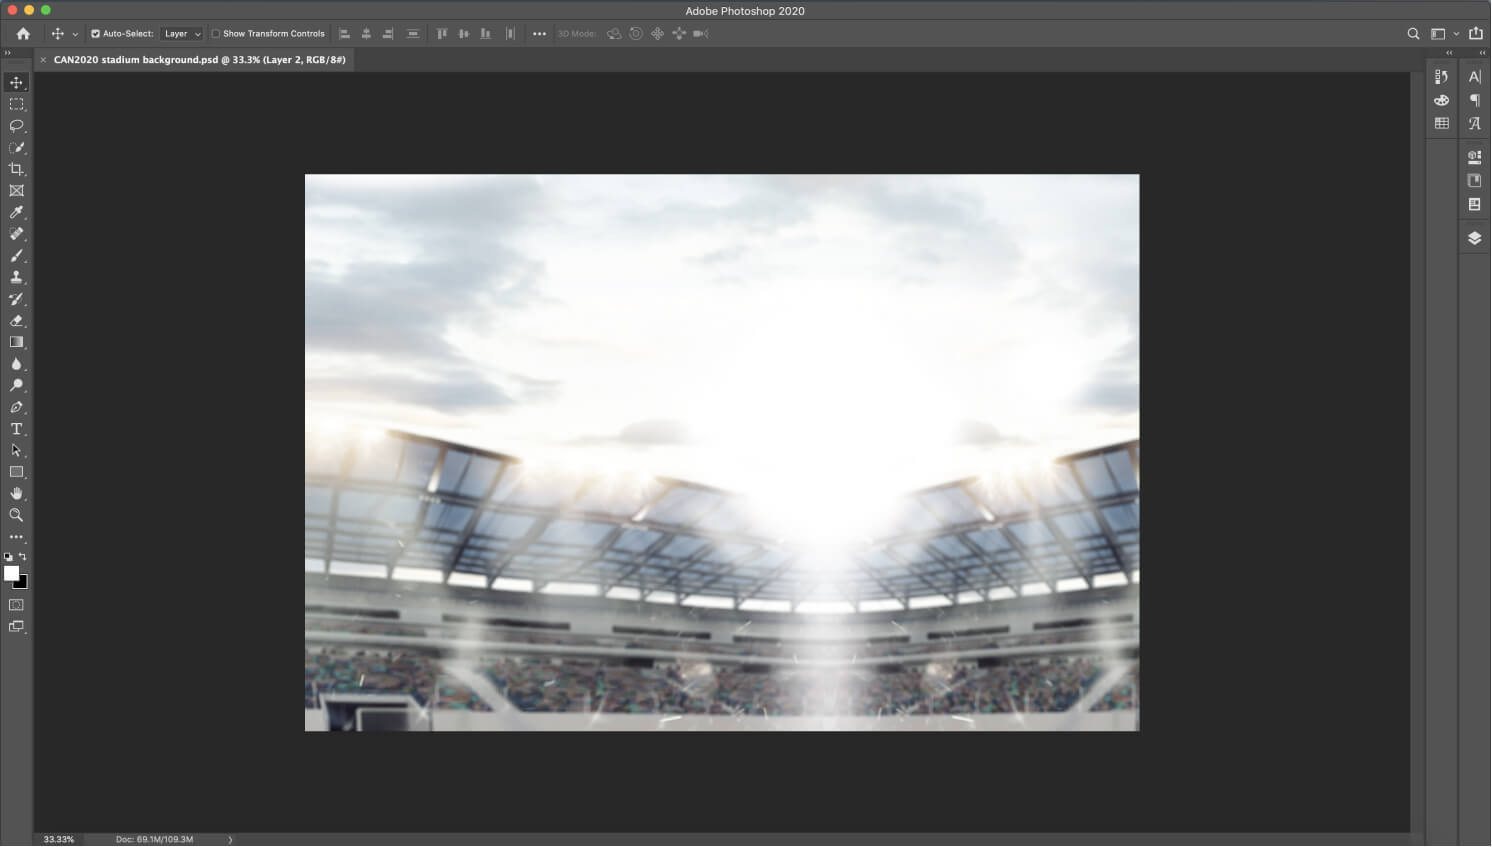 Adobe Photoshop 2020
Auto-Select: Layer Show Transform Controls 3D Mode:
CAN2020 stadium background.psd @ 33.3% (Layer 2, RGB/8#)
33.33% Doc: 69.1M/109.3M